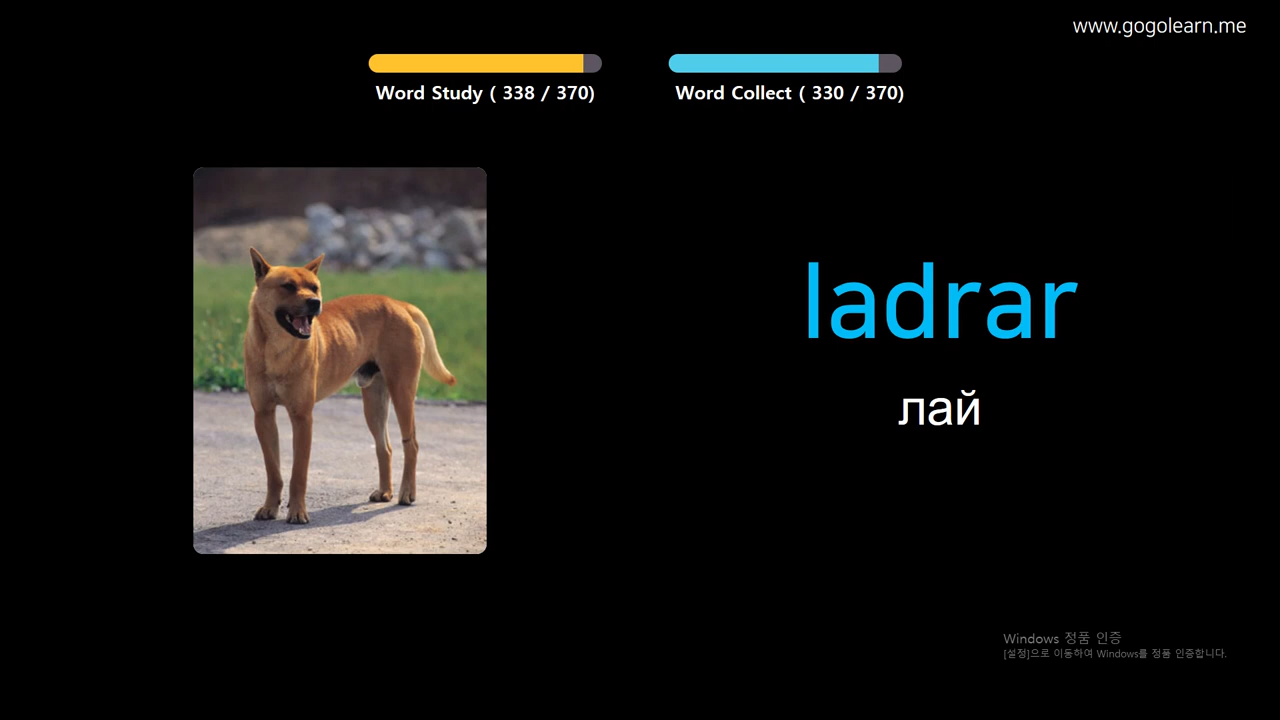 www.gogolearn.me
Word Study ( 338 / 370)
Word Collect ( 330 / 370)
ladrar
лай
Windows 정품 인증
[설정]으로 이동하여 Windows를 정품 인증합니다.